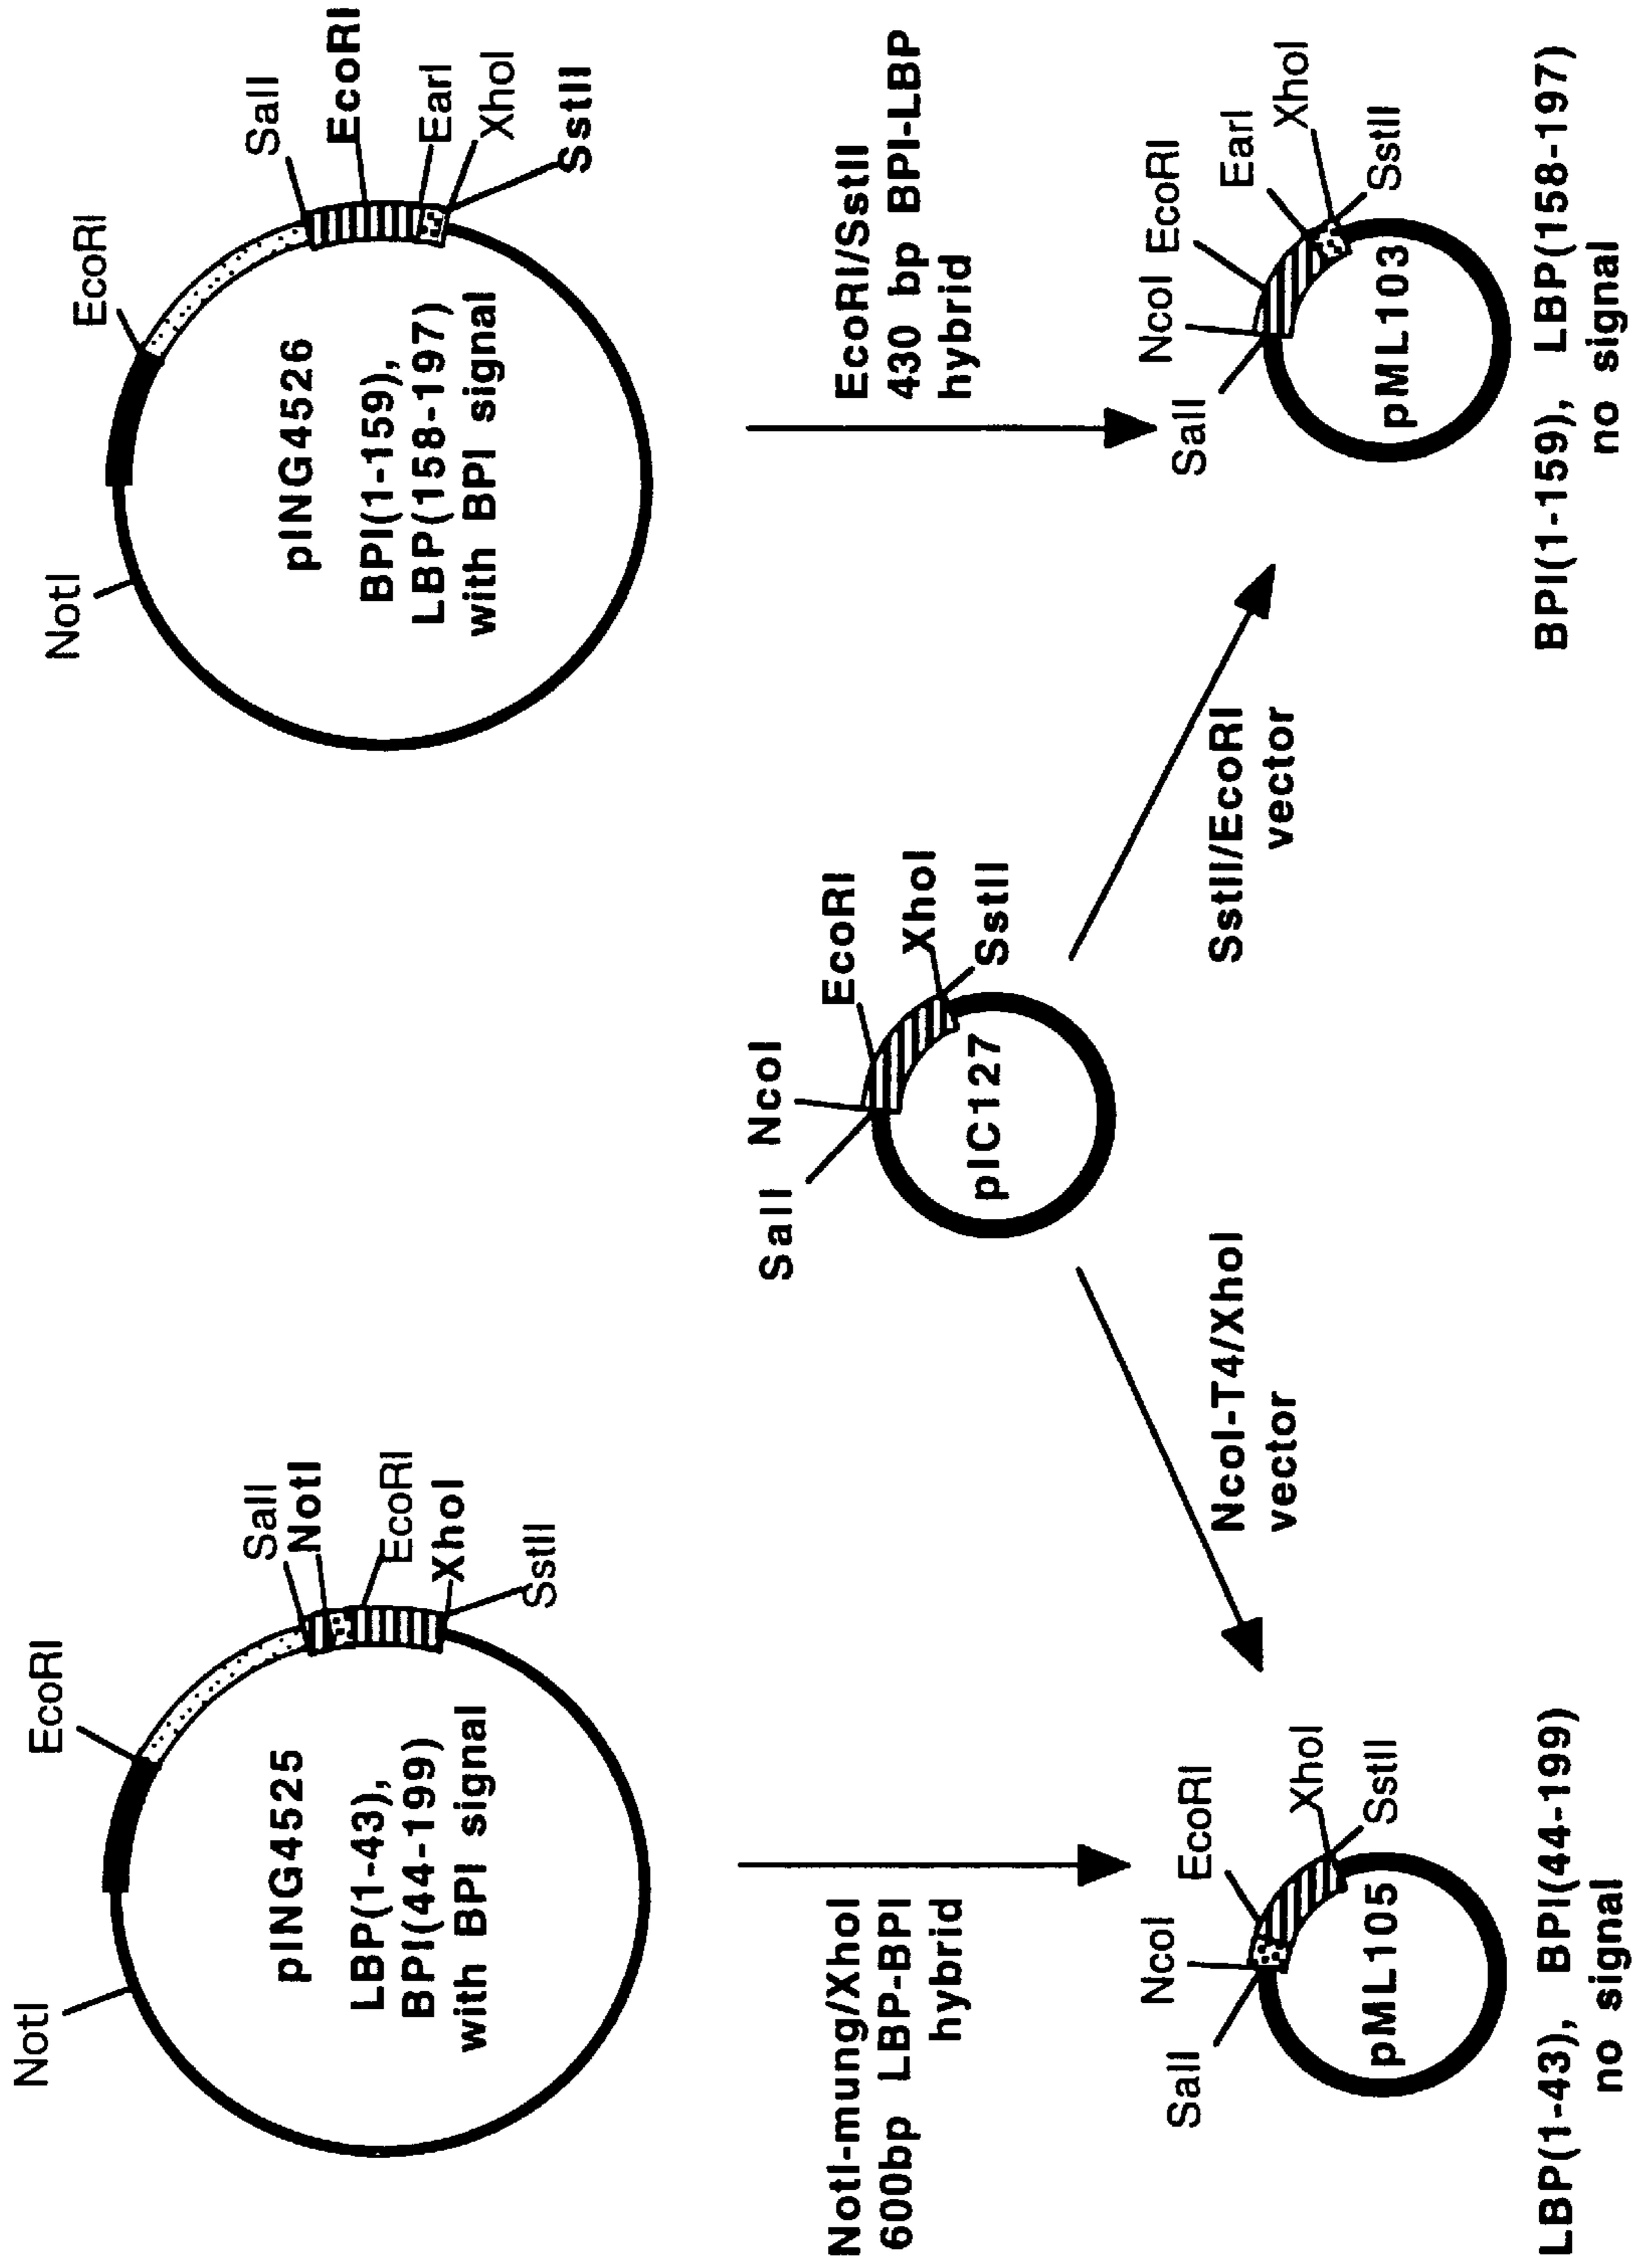 NotI
EcoRI
SalI
NotI
EcoRI
XhoI
SstII
pING4525
LBP(1-43),
BPI(44-199)
with BPI signal
NotI
EcoRI
SalI
EcoRI
EarI
XhoI
SstII
pING4526
BPI(1-159),
LBP(158-197)
with BPI signal
NotI-mung/XhoI
600bp LBP-BPI
hybrid
SalI
NcoI
EcoRI
XhoI
SstII
pIC127
EcoRI/SstII
430 bp BPI-LBP
hybrid
NcoI-T4/XhoI
vector
SstII/EcoRI
vector
SalI
NcoI
EcoRI
XhoI
SstII
pML105
LBP(1-43), BPI(44-199)
no signal
SalI
NcoI
EcoRI
EarI
XhoI
SstII
pML103
BPI(1-159), LBP(158-197)
no signal